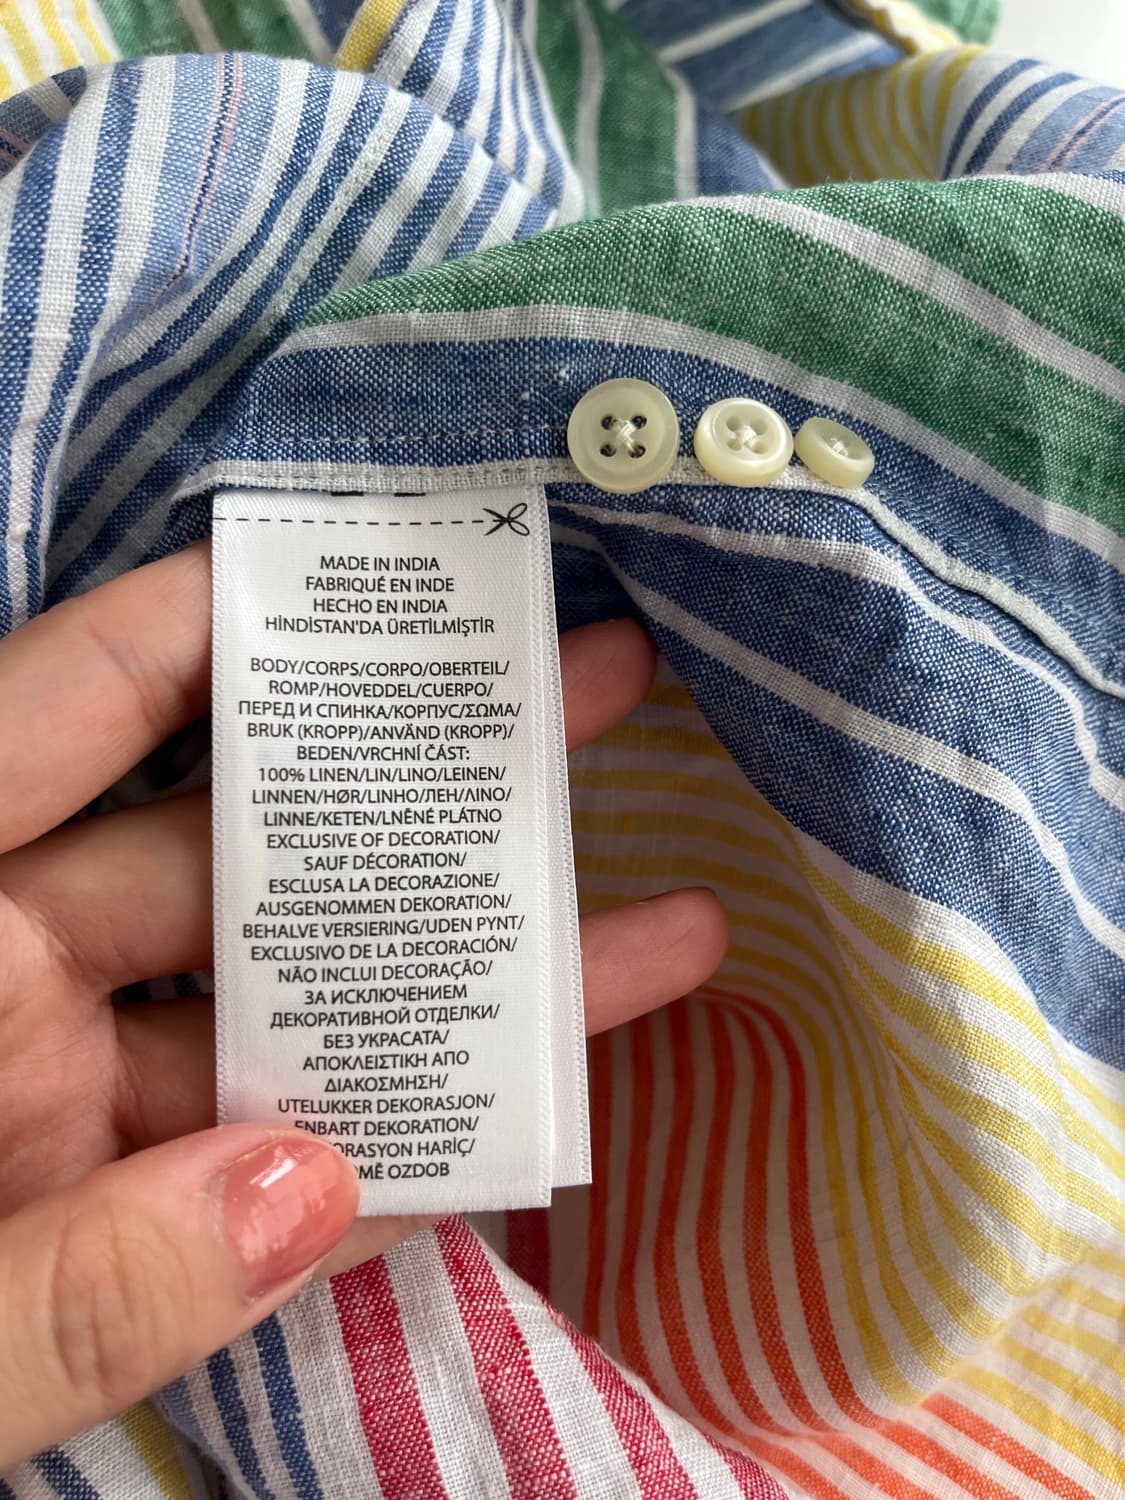 MADE IN INDIA
FABRIQUÉ EN INDE
HECHO EN INDIA
HİNDİSTAN'DA ÜRETİLMİŞTİR
BODY/CORPS/CORPO/OBERTEIL/
ROMP/HOVEDDEL/CUERPO/
ПЕРЕД И СПИНКА/КОРПУС/ΣΩΜΑ/
BRUK (KROPP)/ANVÄND (KROPP)/
BEDEN/VRCHNÍ ČÁST:
100% LINEN/LIN/LINO/LEINEN/
LINNEN/HØR/LINHO/ЛЕН/ΛΙΝΟ/
LINNE/KETEN/LNĚNÉ PLÁTNO
EXCLUSIVE OF DECORATION/
SAUF DÉCORATION/
ESCLUSA LA DECORAZIONE/
AUSGENOMMEN DEKORATION/
BEHALVE VERSIERING/UDEN PYNT/
EXCLUSIVO DE LA DECORACIÓN/
NÃO INCLUI DECORAÇÃO/
ЗА ИСКЛЮЧЕНИЕМ
ДЕКОРАТИВНОЙ ОТДЕЛКИ/
БЕЗ УКРАСАТА/
ΑΠΟΚΛΕΙΣΤΙΚΗ ΑΠΟ
ΔΙΑΚΟΣΜΗΣΗ/
UTELUKKER DEKORASJON/
ENBART DEKORATION/
ORASYON HARİÇ/
MĚ OZDOB